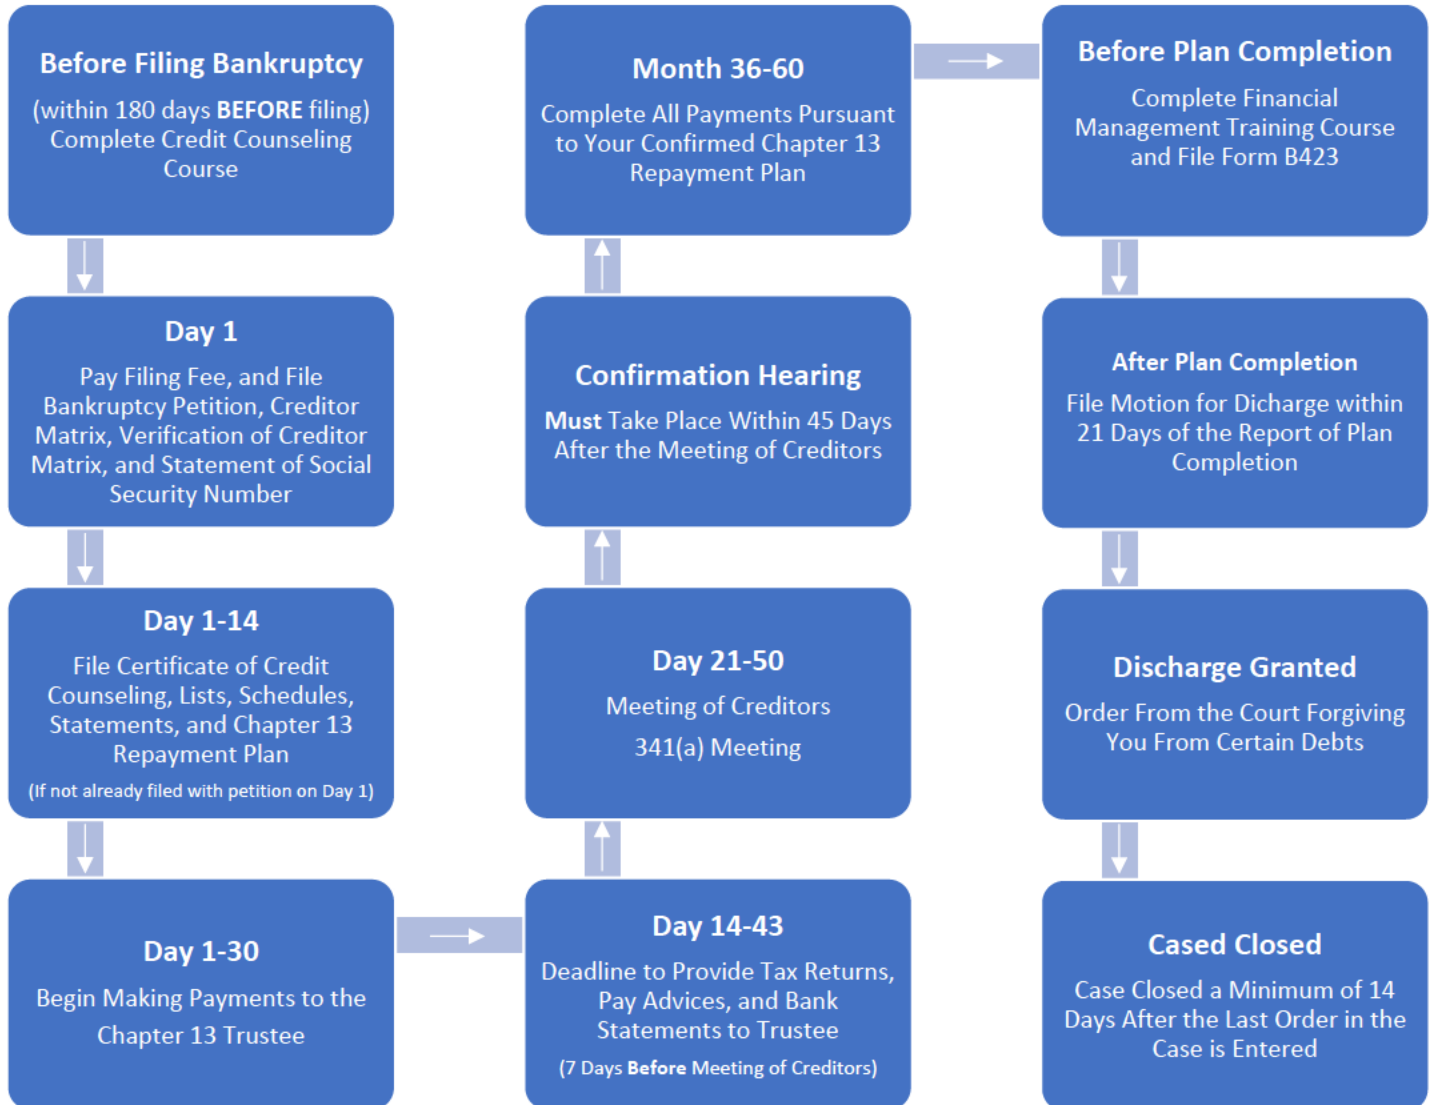 Before Filing Bankruptcy
(within 180 days BEFORE filing)
Complete Credit Counseling
Course
Day 1
Pay Filing Fee, and File
Bankruptcy Petition, Creditor
Matrix, Verification of Creditor
Matrix, and Statement of Social
Security Number
Day 1-14
File Certificate of Credit
Counseling, Lists, Schedules,
Statements, and Chapter 13
Repayment Plan
(If not already filed with petition on Day 1)
Day 1-30
Begin Making Payments to the
Chapter 13 Trustee
Day 14-43
Deadline to Provide Tax Returns,
Pay Advices, and Bank
Statements to Trustee
(7 Days Before Meeting of Creditors)
Day 21-50
Meeting of Creditors
341(a) Meeting
Confirmation Hearing
Must Take Place Within 45 Days
After the Meeting of Creditors
Month 36-60
Complete All Payments Pursuant
to Your Confirmed Chapter 13
Repayment Plan
Before Plan Completion
Complete Financial
Management Training Course
and File Form B423
After Plan Completion
File Motion for Dicharge within
21 Days of the Report of Plan
Completion
Discharge Granted
Order From the Court Forgiving
You From Certain Debts
Cased Closed
Case Closed a Minimum of 14
Days After the Last Order in the
Case is Entered